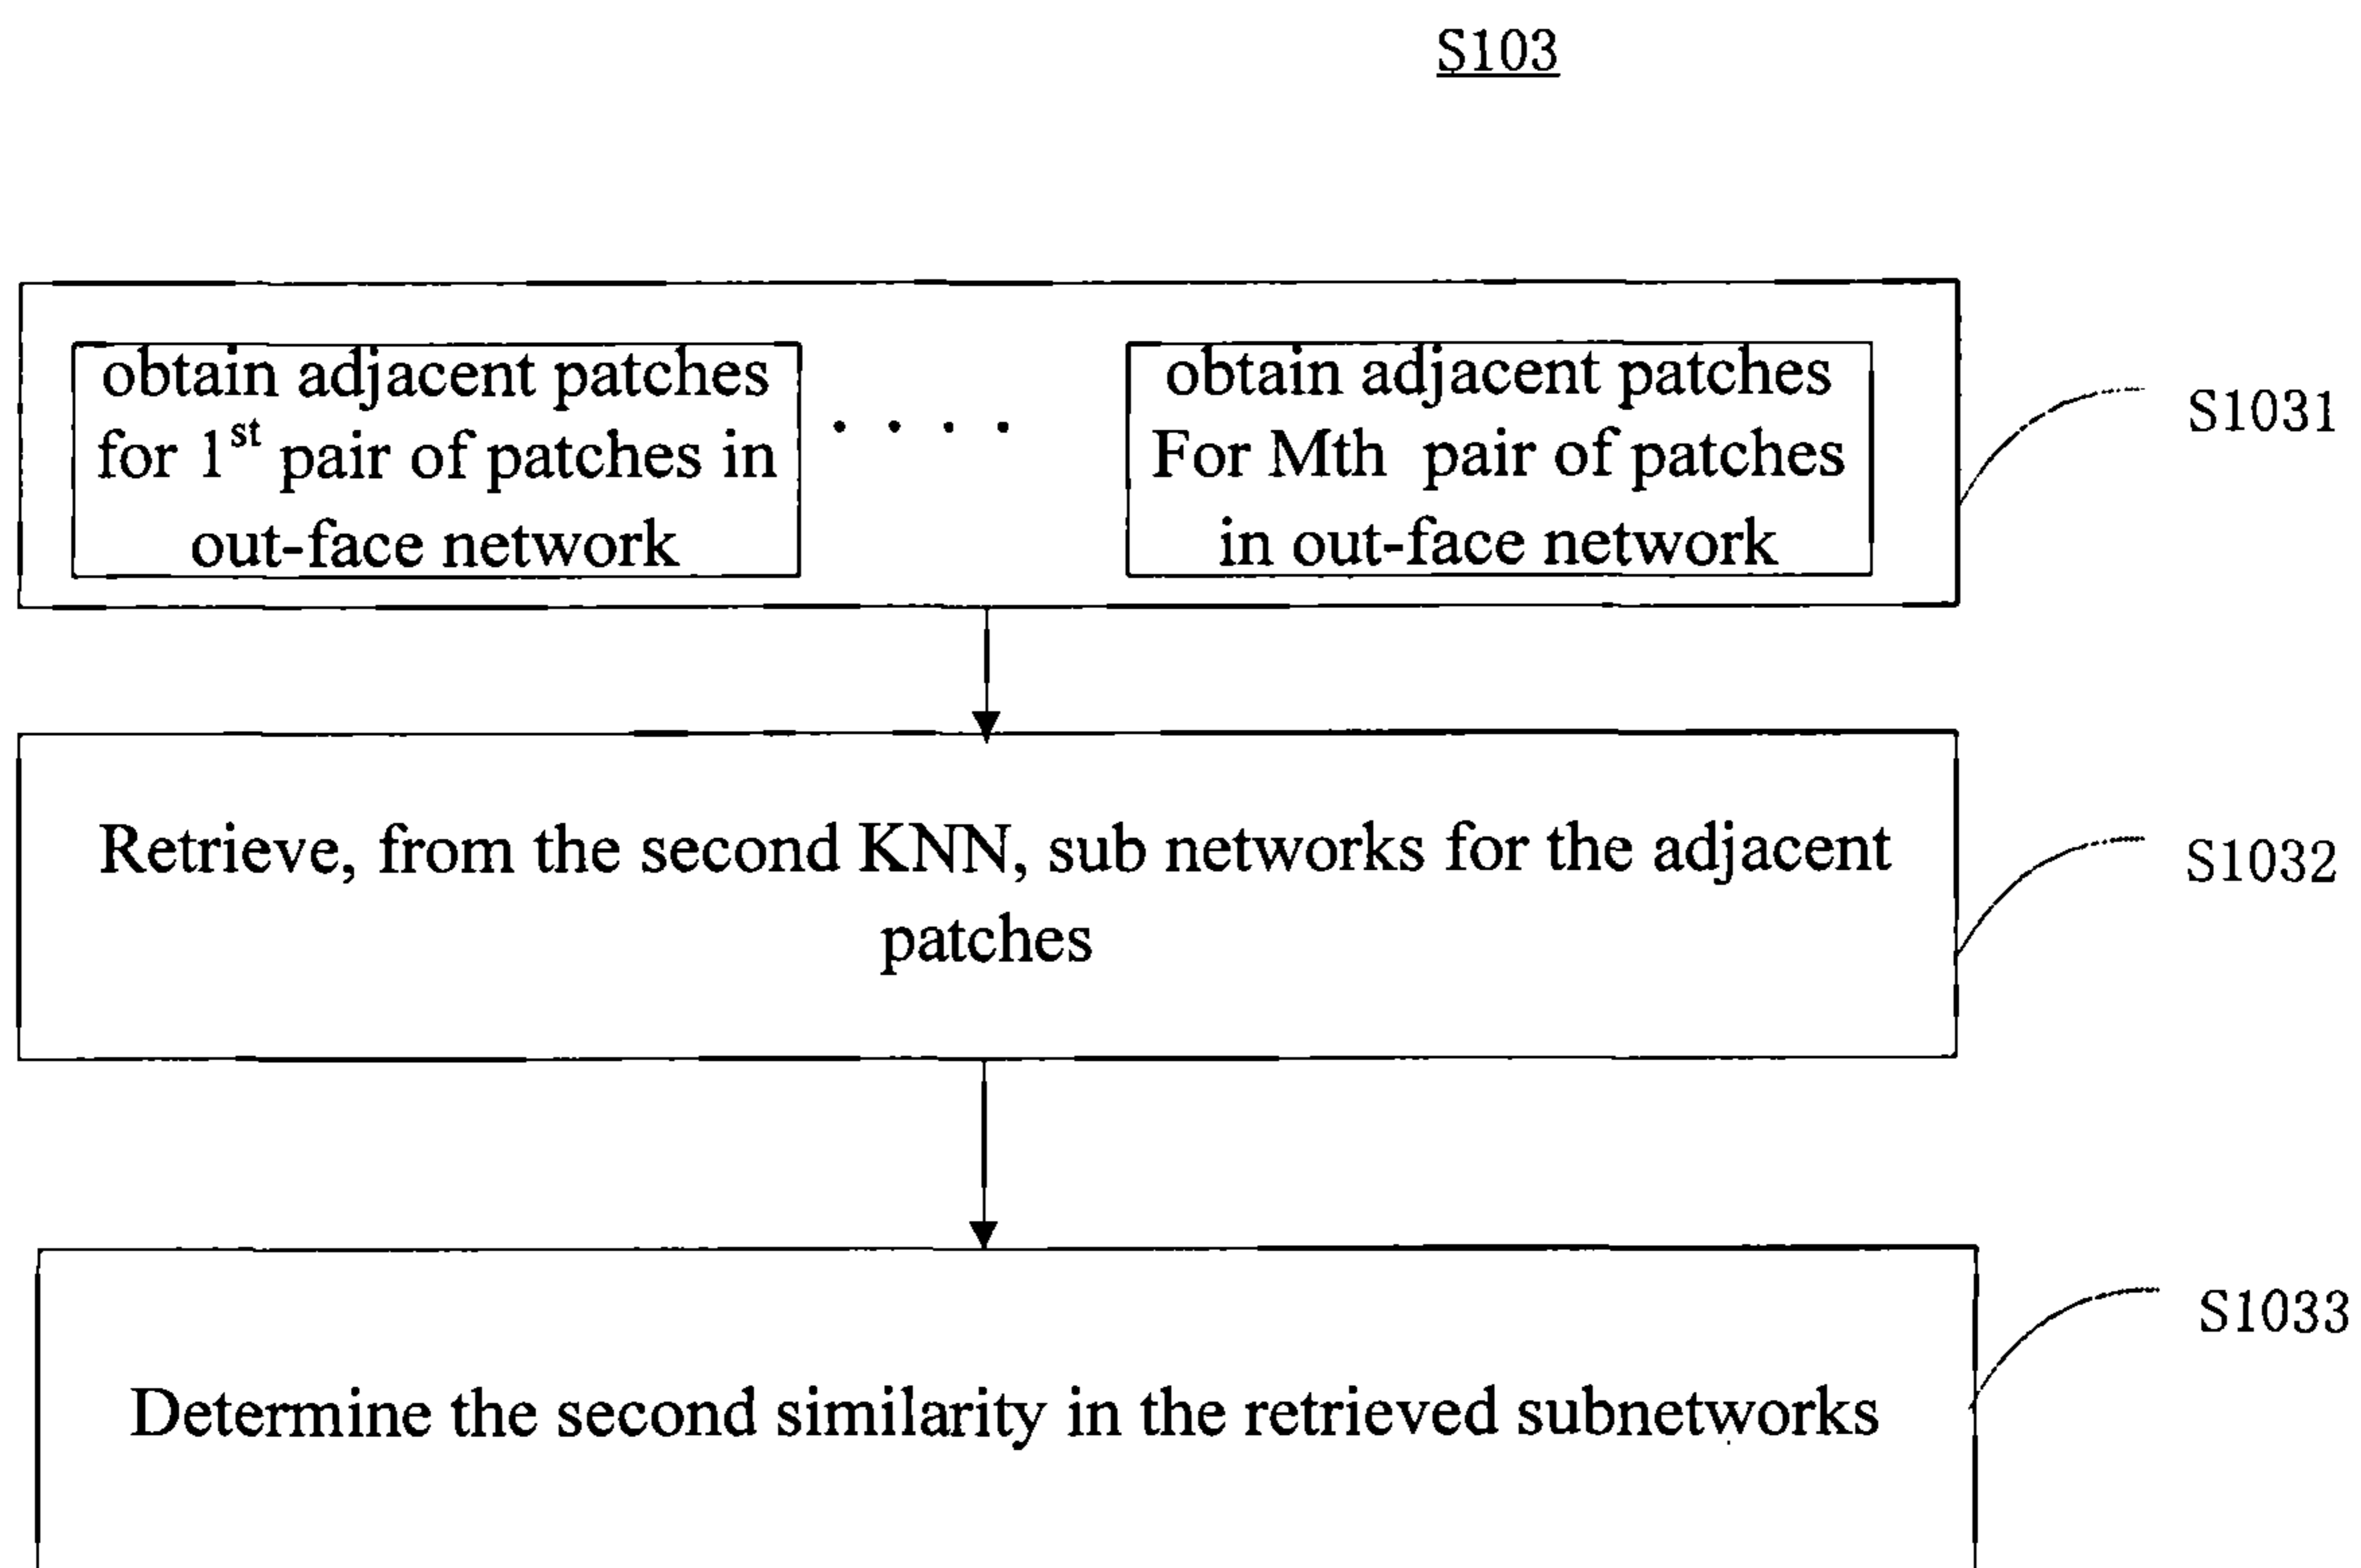 S103
obtain adjacent patches
for 1st pair of patches in
out-face network
. . . .
obtain adjacent patches
For Mth pair of patches
in out-face network
S1031
Retrieve, from the second KNN, sub networks for the adjacent
patches
S1032
Determine the second similarity in the retrieved subnetworks
S1033